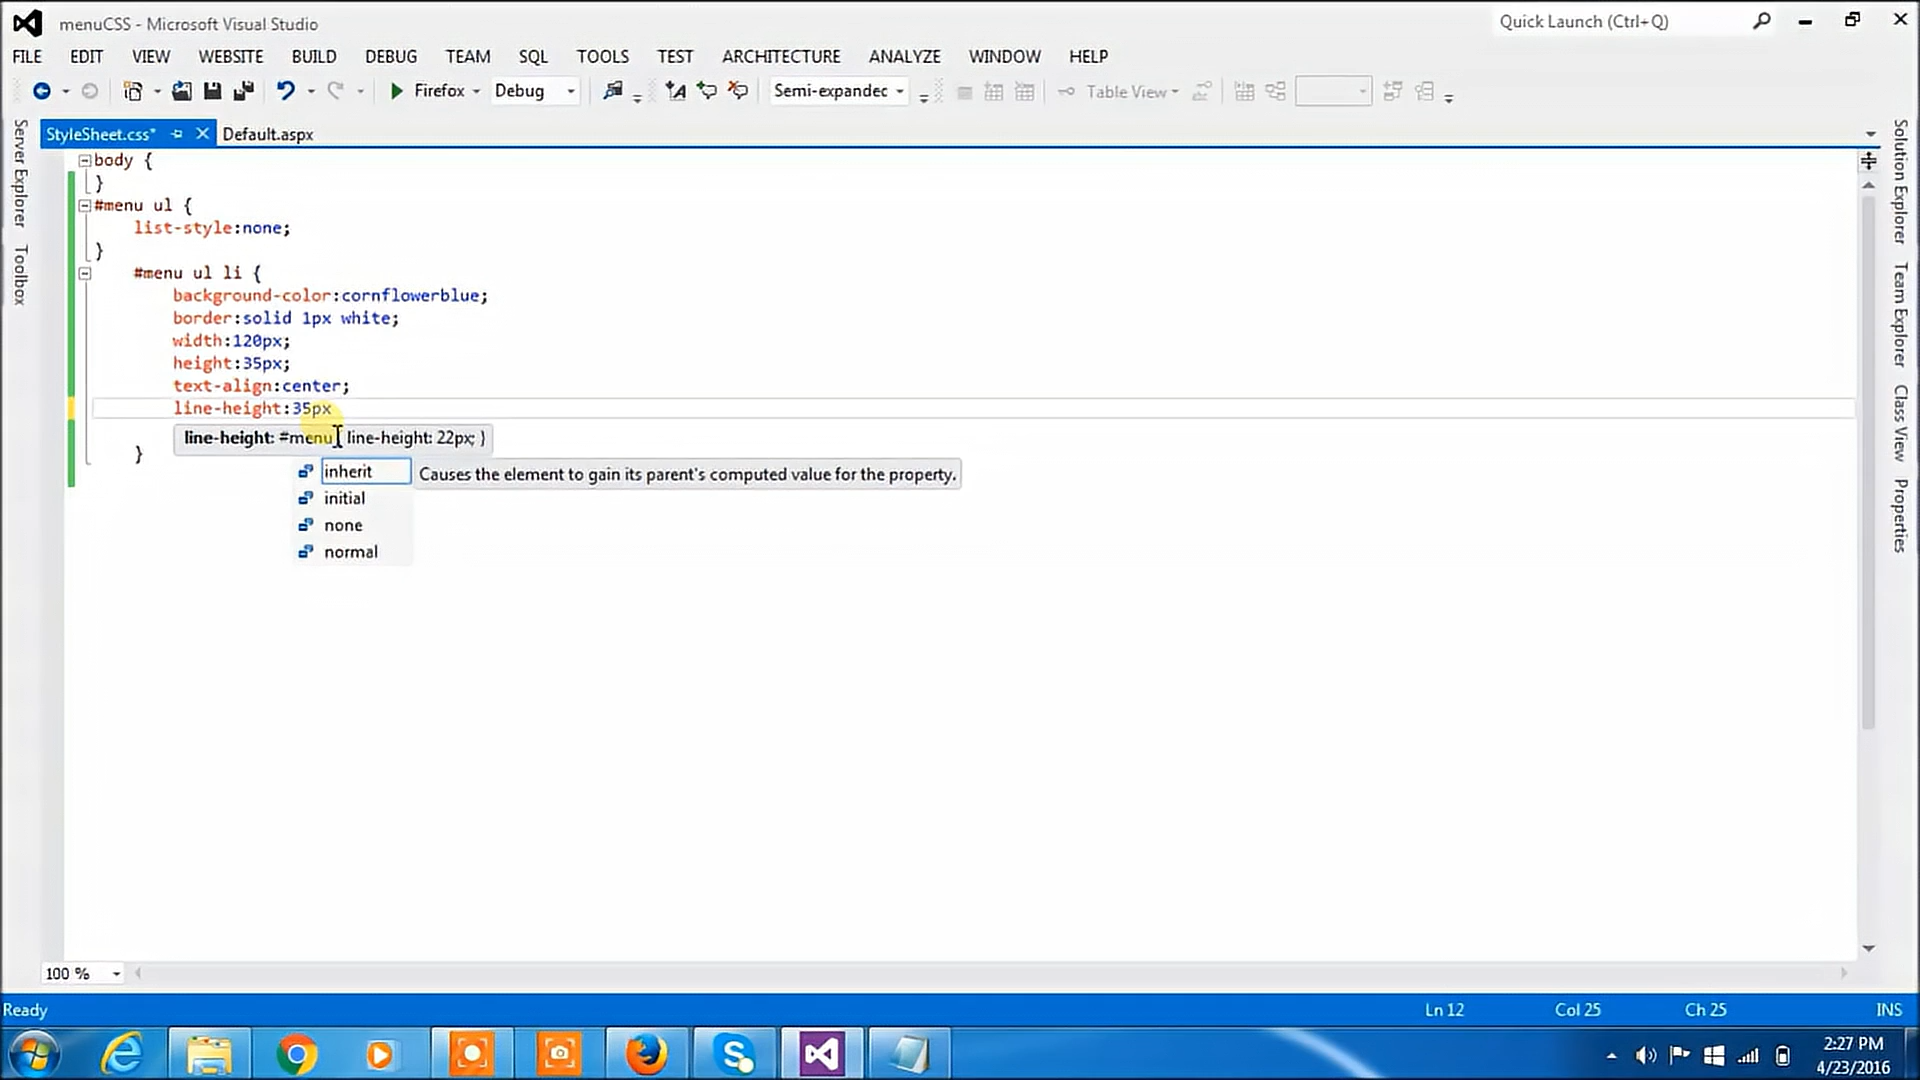 menuCSS - Microsoft Visual Studio
Quick Launch (Ctrl+Q)
FILE EDIT VIEW WEBSITE BUILD DEBUG TEAM SQL TOOLS TEST ARCHITECTURE ANALYZE WINDOW HELP
Firefox Debug Semi-expandec Table View
StyleSheet.css* Default.aspx
Server Explorer
Toolbox
body {
}
#menu ul {
list-style:none;
}
#menu ul li {
background-color:cornflowerblue;
border:solid 1px white;
width:120px;
height:35px;
text-align:center;
line-height:35px
line-height: #menu line-height: 22px; }
}
inherit Causes the element to gain its parent's computed value for the property.
initial
none
normal
Solution Explorer
Team Explorer
Class View
Properties
100 %
Ready Ln 12 Col 25 Ch 25 INS
2:27 PM
4/23/2016